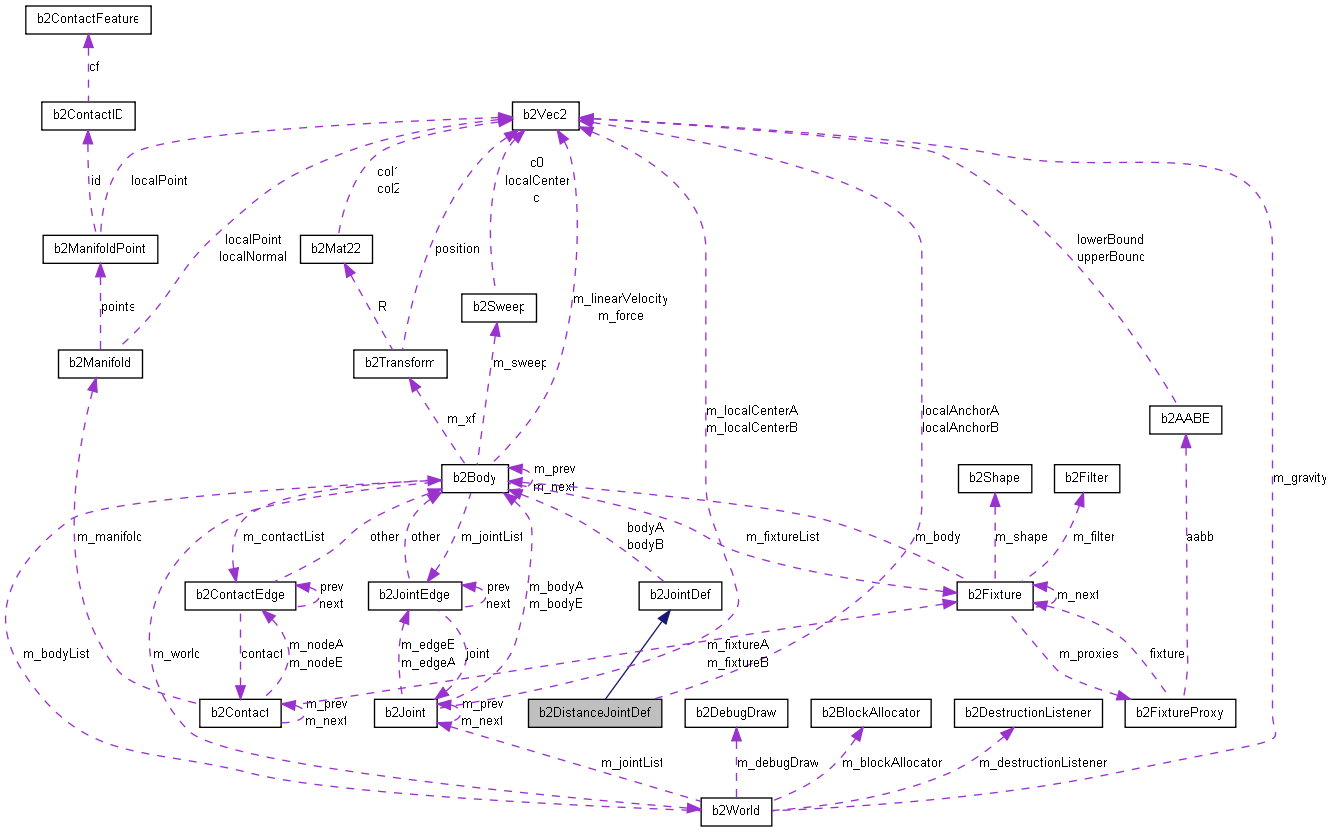 b2ContactFeature
cf
b2ContactID
b2Vec2
id
localPoint
col1
col2
c0
localCenter
c
b2ManifoldPoint
localPoint
localNormal
b2Mat22
position
lowerBound
upperBound
points
R
b2Sweep
m_linearVelocity
m_force
b2Manifold
b2Transform
m_sweep
m_xf
m_localCenterA
m_localCenterB
localAnchorA
localAnchorB
b2AABB
b2Body
m_prev
m_next
b2Shape
b2Filter
m_gravity
m_manifold
m_contactList
other
other
m_jointList
bodyA
bodyB
m_fixtureList
m_body
m_shape
m_filter
aabb
b2ContactEdge
prev
next
b2JointEdge
prev
next
m_bodyA
m_bodyB
b2JointDef
b2Fixture
m_next
m_bodyList
m_world
contact
m_nodeA
m_nodeB
m_edgeB
m_edgeA
joint
m_fixtureA
m_fixtureB
m_proxies
fixture
b2Contact
m_prev
m_next
b2Joint
m_prev
m_next
b2DistanceJointDef
b2DebugDraw
b2BlockAllocator
b2DestructionListener
b2FixtureProxy
m_jointList
m_debugDraw
m_blockAllocator
m_destructionListener
b2World